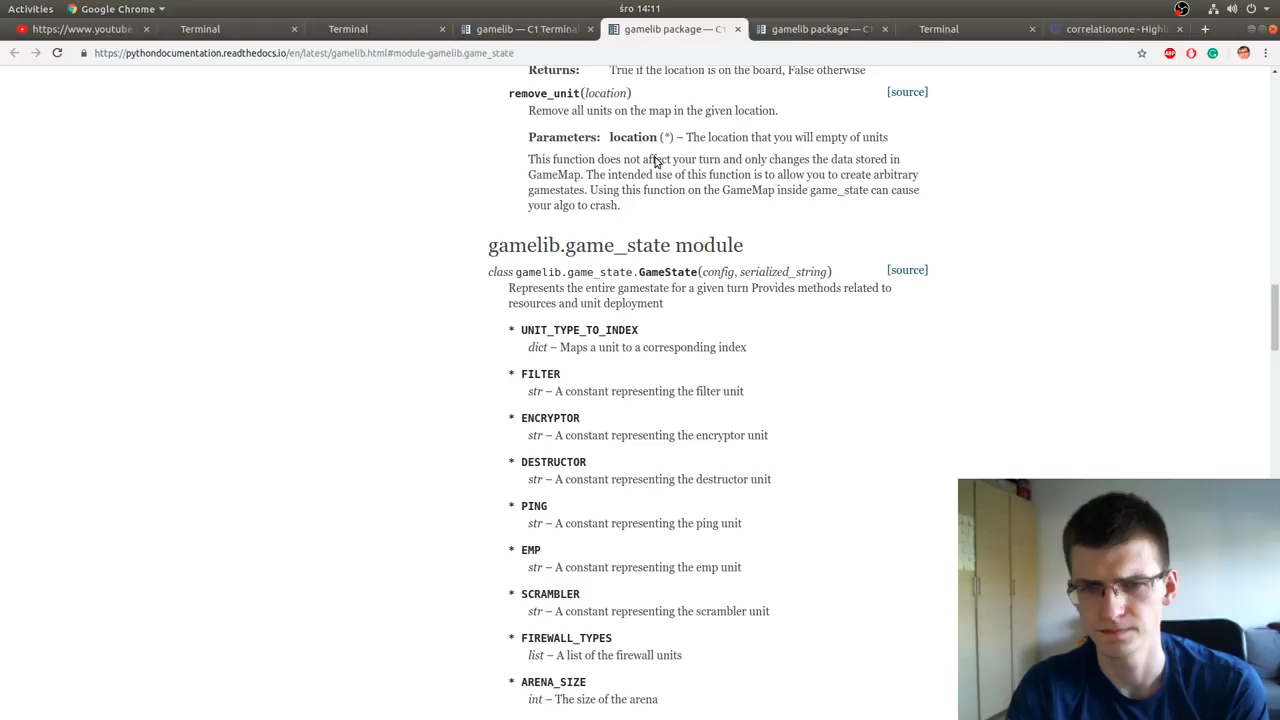 Activities
Google Chrome
śro 14:11
https://www.youtube
Terminal
Terminal
gamelib — C1 Terminal
gamelib package — C1
gamelib package — C1
Terminal
correlationone - Highli
https://pythondocumentation.readthedocs.io/en/latest/gamelib.html#module-gamelib.game_state
ABP
Returns: True if the location is on the board, False otherwise
remove_unit(location) [source]
Remove all units on the map in the given location.
Parameters: location (*) – The location that you will empty of units
This function does not affect your turn and only changes the data stored in
GameMap. The intended use of this function is to allow you to create arbitrary
gamestates. Using this function on the GameMap inside game_state can cause
your algo to crash.
gamelib.game_state module
class gamelib.game_state.GameState(config, serialized_string) [source]
Represents the entire gamestate for a given turn Provides methods related to
resources and unit deployment
* UNIT_TYPE_TO_INDEX
dict – Maps a unit to a corresponding index
* FILTER
str – A constant representing the filter unit
* ENCRYPTOR
str – A constant representing the encryptor unit
* DESTRUCTOR
str – A constant representing the destructor unit
* PING
str – A constant representing the ping unit
* EMP
str – A constant representing the emp unit
* SCRAMBLER
str – A constant representing the scrambler unit
* FIREWALL_TYPES
list – A list of the firewall units
* ARENA_SIZE
int – The size of the arena